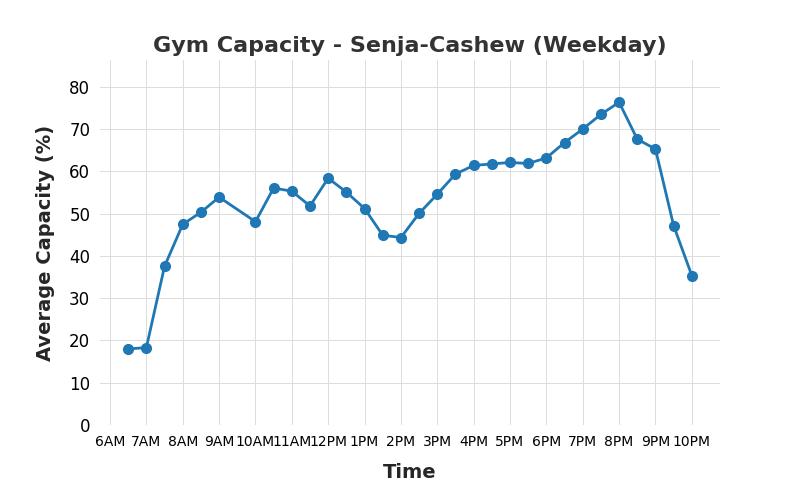 Gym Capacity - Senja-Cashew (Weekday)
Average Capacity (%)
80
70
60
50
40
30
20
10
0
6AM 7AM 8AM 9AM 10AM 11AM 12PM 1PM 2PM 3PM 4PM 5PM 6PM 7PM 8PM 9PM 10PM
Time